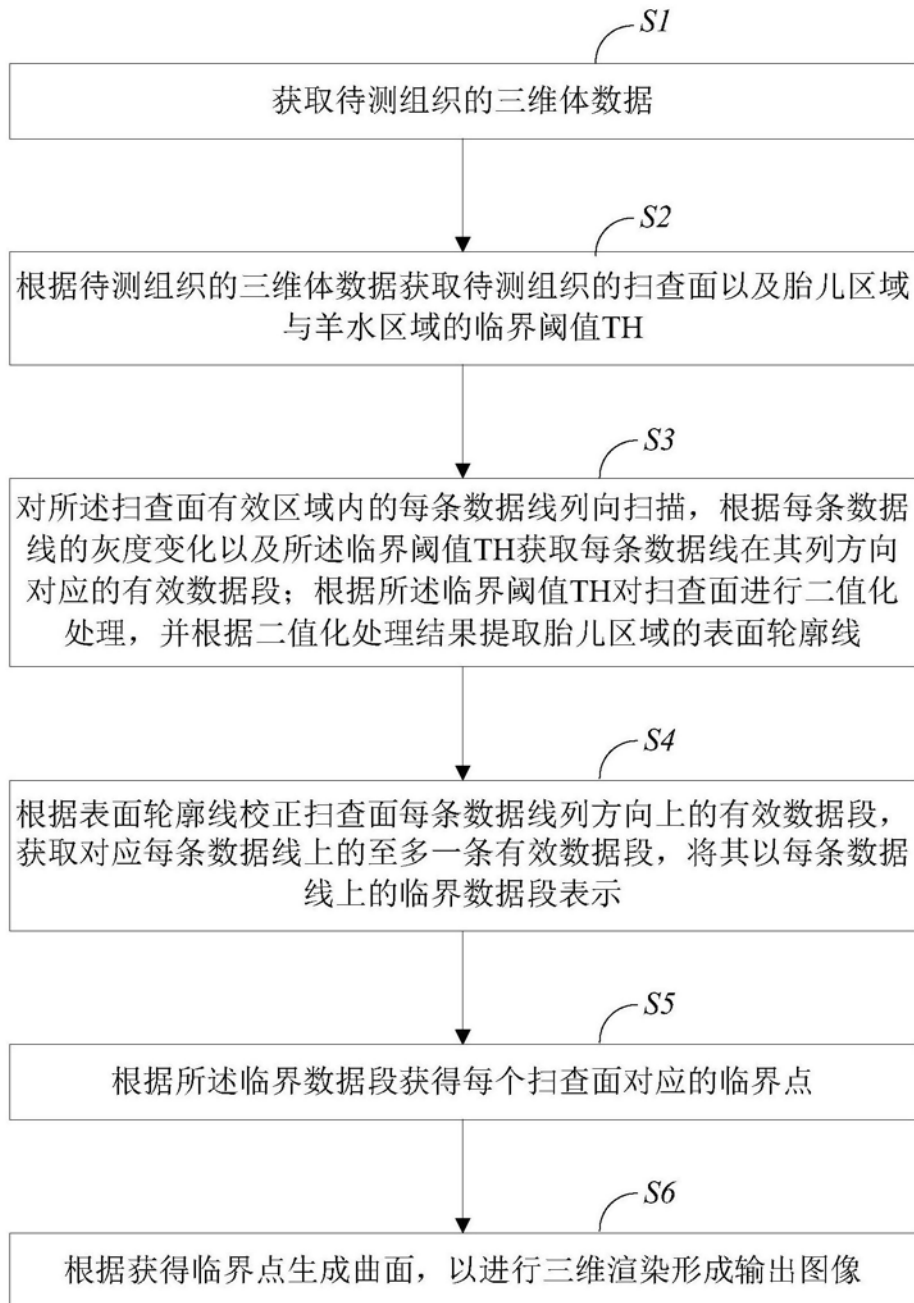 S1
获取待测组织的三维体数据
S2
根据待测组织的三维体数据获取待测组织的扫查面以及胎儿区域
与羊水区域的临界阈值TH
S3
对所述扫查面有效区域内的每条数据线列向扫描，根据每条数据
线的灰度变化以及所述临界阈值TH获取每条数据线在其列方向
对应的有效数据段；根据所述临界阈值TH对扫查面进行二值化
处理，并根据二值化处理结果提取胎儿区域的表面轮廓线
S4
根据表面轮廓线校正扫查面每条数据线列方向上的有效数据段，
获取对应每条数据线上的至多一条有效数据段，将其以每条数据
线上的临界数据段表示
S5
根据所述临界数据段获得每个扫查面对应的临界点
S6
根据获得临界点生成曲面，以进行三维渲染形成输出图像